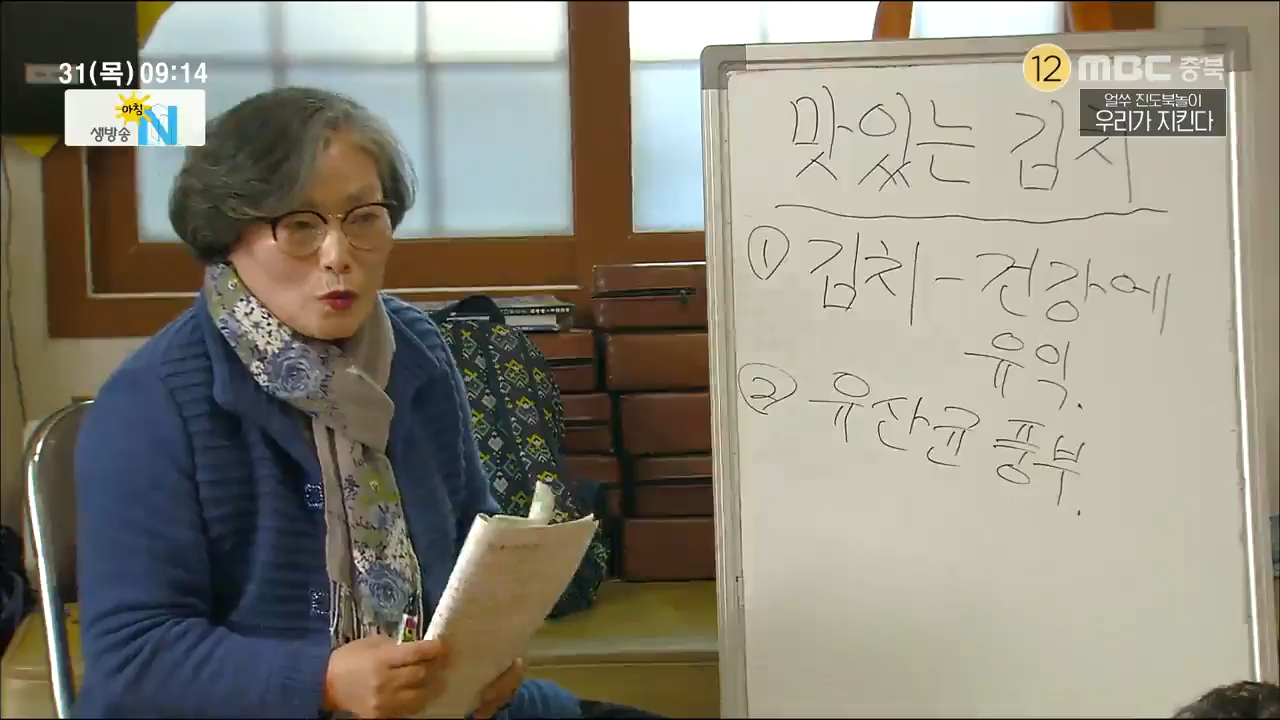 31(목) 09:14
아침
생방송 N
12 MBC 충북
얼쑤 진도북놀이
우리가 지킨다
맛있는 김치
① 김치 - 건강에
유익.
② 유산균 풍부.